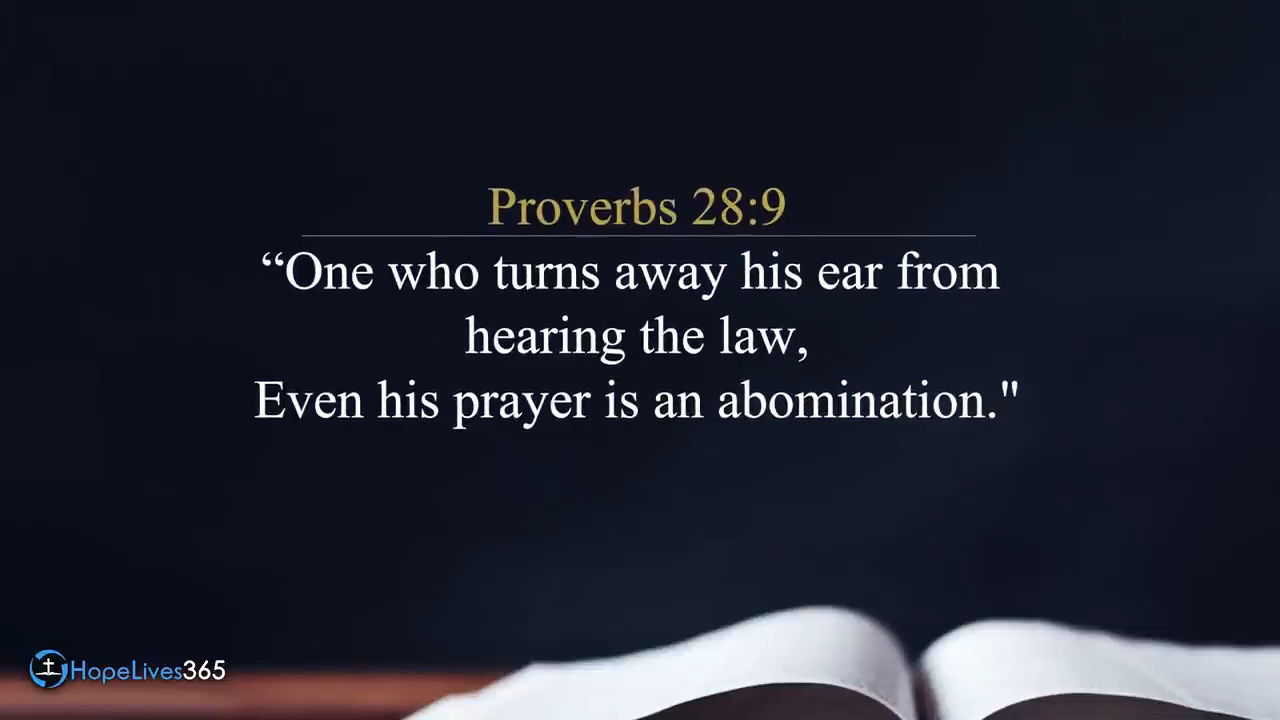 Proverbs 28:9
“One who turns away his ear from
hearing the law,
Even his prayer is an abomination."
HopeLives365